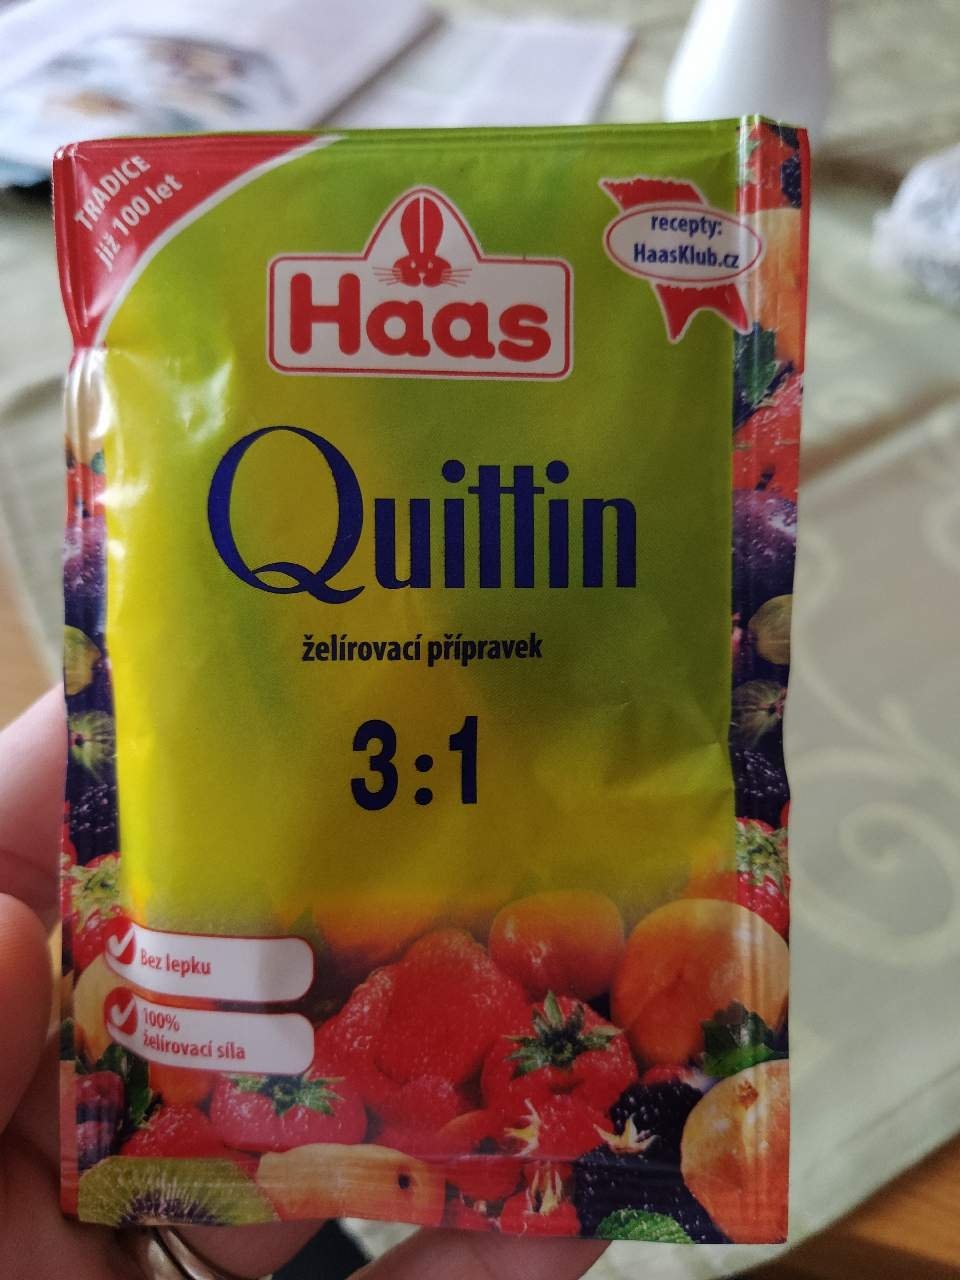 TRADICE
již 100 let
Haas
recepty:
HaasKlub.cz
Quittin
želírovací přípravek
3:1
Bez lepku
100%
želírovací síla